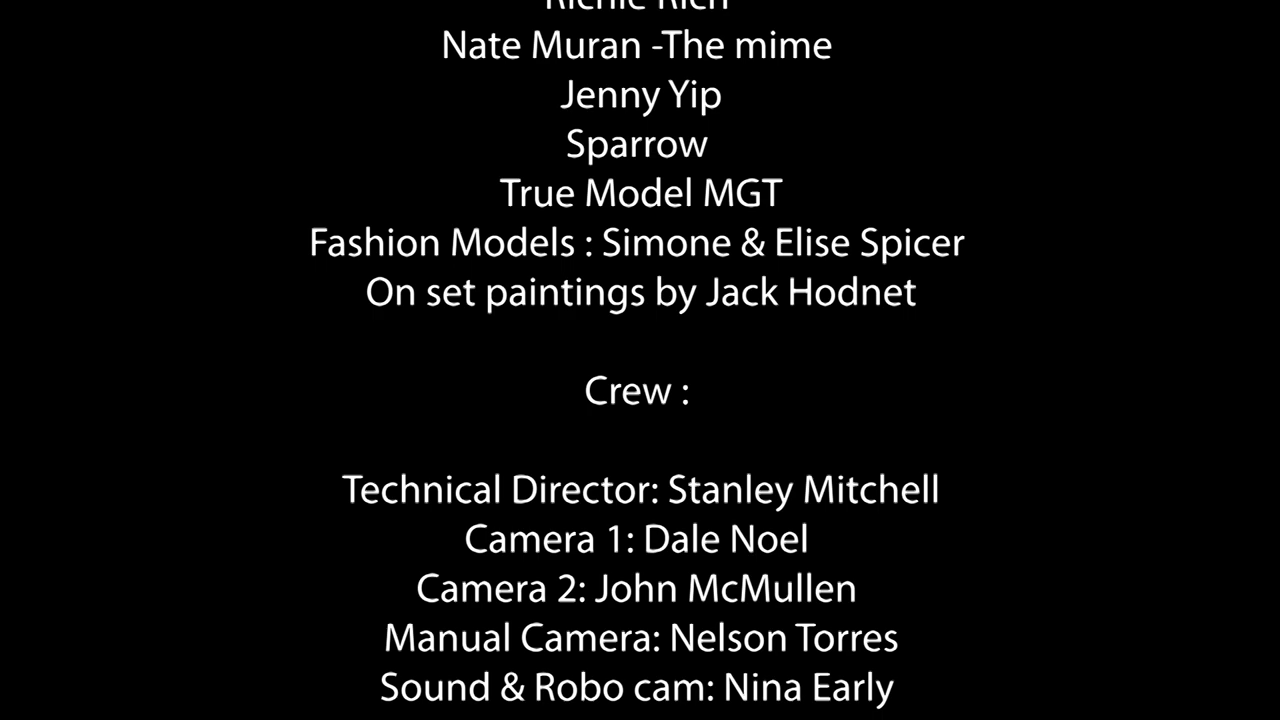 Richie Rich
Nate Muran -The mime
Jenny Yip
Sparrow
True Model MGT
Fashion Models : Simone & Elise Spicer
On set paintings by Jack Hodnet
Crew :
Technical Director: Stanley Mitchell
Camera 1: Dale Noel
Camera 2: John McMullen
Manual Camera: Nelson Torres
Sound & Robo cam: Nina Early